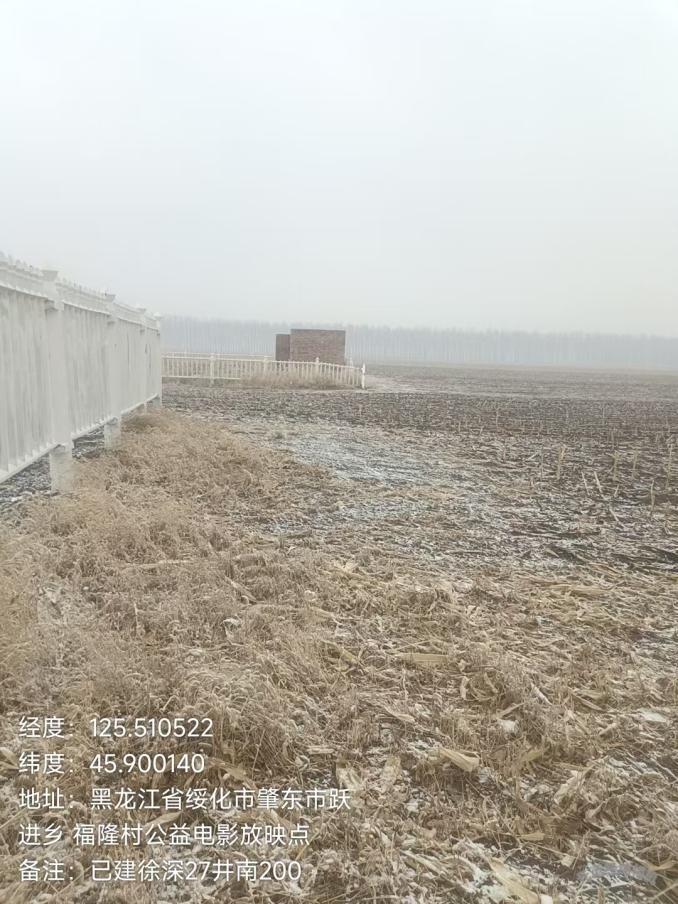 经度：125.510522
纬度：45.900140
地址：黑龙江省绥化市肇东市跃
进乡 福隆村公益电影放映点
备注：已建徐深27井南200